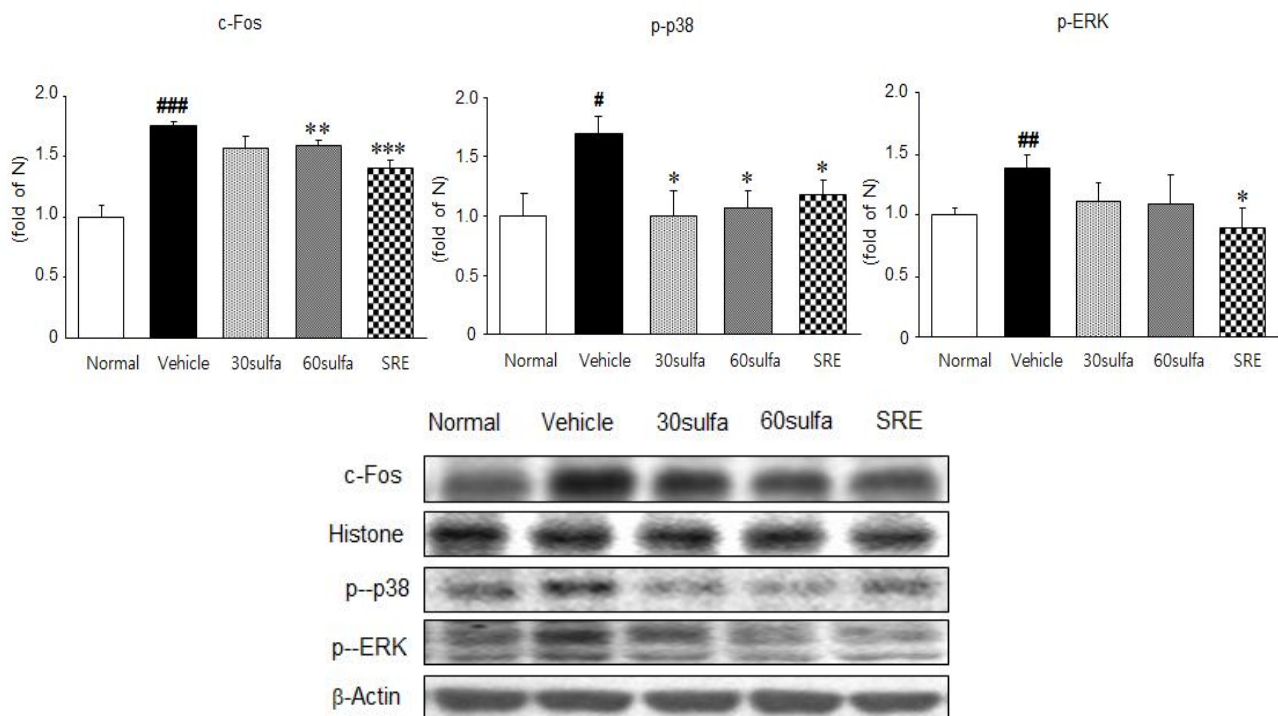 c-Fos
p-p38
p-ERK
###
**
***
2.0
1.5
1.0
0.5
0
(fold of N)
Normal Vehicle 30sulfa 60sulfa SRE
#
*
*
*
2.0
1.5
1.0
0.5
0
(fold of N)
Normal Vehicle 30sulfa 60sulfa SRE
##
*
2.0
1.5
1.0
0.5
0
(fold of N)
Normal Vehicle 30sulfa 60sulfa SRE
Normal Vehicle 30sulfa 60sulfa SRE
c-Fos
Histone
p--p38
p--ERK
β-Actin